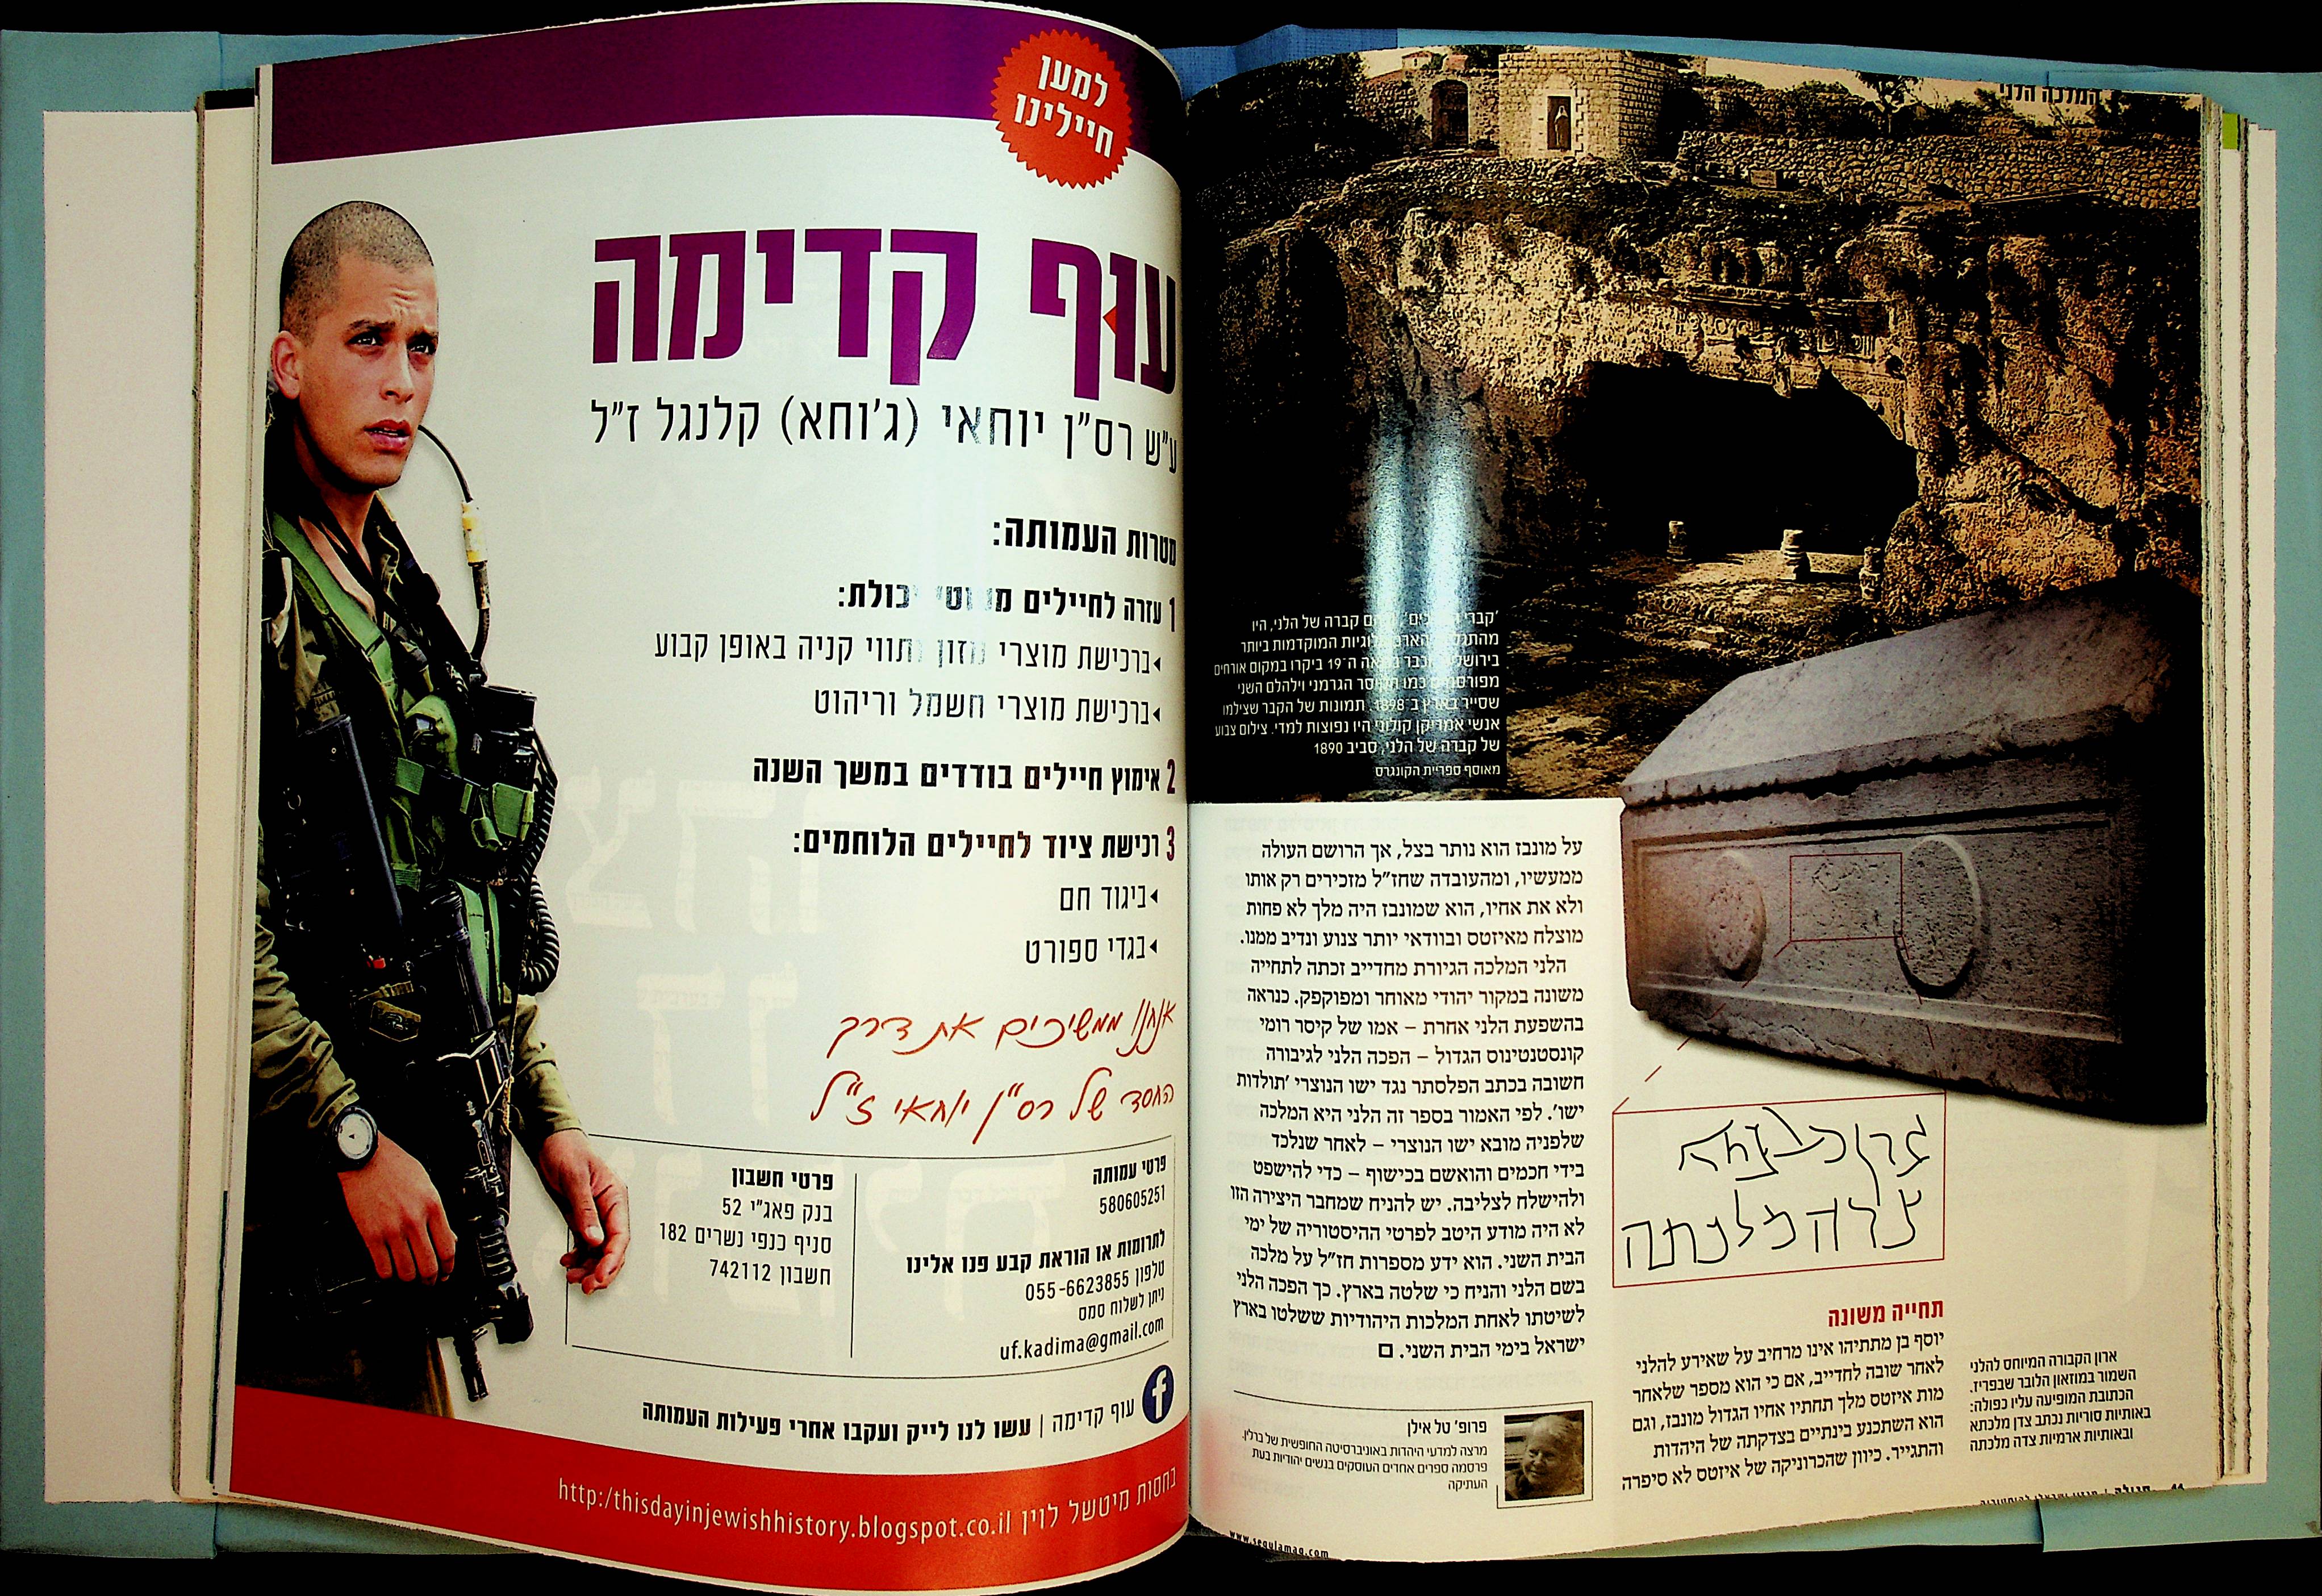 המלכה הלני
קברה של הלני, היו
המוקדמות ביותר
ה־19 ביקרו במקום אורחים
הגרמני וילהלם השני
שסייר בארץ ב־1898. תמונות של הקבר שצילמו
אנשי אמריקן קולוני היו נפוצות למדי. צילום צבוע
של קברה של הלני, סביב 1890
מאוסף ספריית הקונגרס
צדה מלכתה
ארון הקבורה המיוחס להלני
השמור במוזאון הלובר שבפריז.
הכתובת המופיעה עליו כפולה:
באותיות סוריות נכתב צדן מלכתא
ובאותיות ארמיות צדה מלכתה
תחייה משונה
יוסף בן מתתיהו אינו מרחיב על שאירע להלני
לאחר שובה לחדייב, אם כי הוא מספר שלאחר
מות איזטס מלך תחתיו אחיו הגדול מונבז, וגם
הוא השתכנע בינתיים בצדקתה של היהדות
והתגייר. כיוון שהכרוניקה של איזטס לא סיפרה
על מונבז הוא נותר בצל, אך הרושם העולה
ממעשיו, ומהעובדה שחז"ל מזכירים רק אותו
ולא את אחיו, הוא שמונבז היה מלך לא פחות
מוצלח מאיזטס ובוודאי יותר צנוע ונדיב ממנו.
הלני המלכה הגיורת מחדייב זכתה לתחייה
משונה במקור יהודי מאוחר ומפוקפק. כנראה
בהשפעת הלני אחרת – אמו של קיסר רומי
קונסטנטינוס הגדול – הפכה הלני לגיבורה
חשובה בכתב הפלסתר נגד ישו הנוצרי 'תולדות
ישו'. לפי האמור בספר זה הלני היא המלכה
שלפניה מובא ישו הנוצרי – לאחר שנלכד
בידי חכמים והואשם בכישוף – כדי להישפט
ולהישלח לצליבה. יש להניח שמחבר היצירה הזו
לא היה מודע היטב לפרטי ההיסטוריה של ימי
הבית השני. הוא ידע מספרות חז"ל על מלכה
בשם הלני והניח כי שלטה בארץ. כך הפכה הלני
לשיטתו לאחת המלכות היהודיות ששלטו בארץ
ישראל בימי הבית השני.
פרופ' טל אילן
מרצה למדעי היהדות באוניברסיטה החופשית של ברלין.
פרסמה ספרים אחדים העוסקים בנשים יהודיות בעת
העתיקה
www.segulamag.com
למען
חיילינו
עוף קדימה
ע"ש רס"ן יוחאי (ג'וחא) קלנגל ז"ל
מטרות העמותה:
1 עזרה לחיילים יכולת:
ברכישת מוצרי מזון ותווי קניה באופן קבוע
ברכישת מוצרי חשמל וריהוט
2 אימוץ חיילים בודדים במשך השנה
3 רכישת ציוד לחיילים הלוחמים:
ביגוד חם
בגדי ספורט
אנחנו ממשיכים את דרך
החסד של רס"ן יוחאי ז"ל
פרטי עמותה
580605251
לתרומות או הוראת קבע פנו אלינו
טלפון 055-6623855
ניתן לשלוח סמס
uf.kadima@gmail.com
פרטי חשבון
בנק פאג"י 52
סניף כנפי נשרים 182
חשבון 742112
עוף קדימה | עשו לנו לייק ועקבו אחרי פעילות העמותה
בחסות מיטשל לוין http:/thisdayinjewishhistory.blogspot.co.il